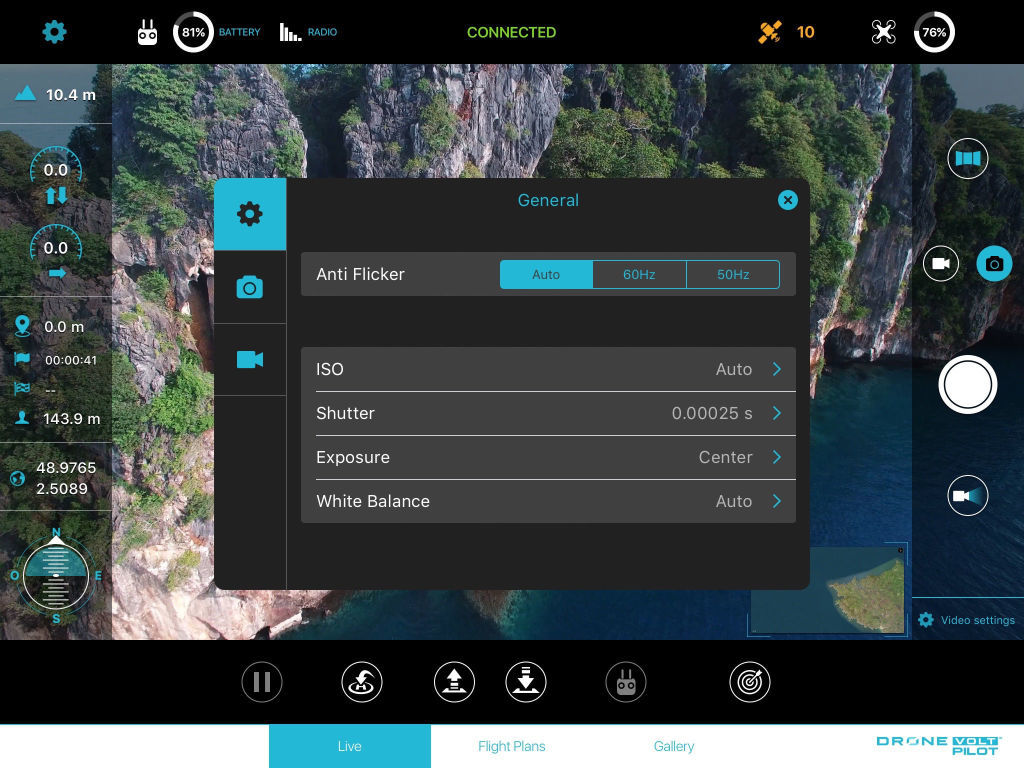 81% BATTERY RADIO CONNECTED 10 76%
10.4 m
0.0
0.0
0.0 m
00:00:41
--
143.9 m
48.9765
2.5089
N
O E
S
General
Anti Flicker Auto 60Hz 50Hz
ISO Auto
Shutter 0.00025 s
Exposure Center
White Balance Auto
Video settings
Live Flight Plans Gallery
DRONE VOLT
PILOT